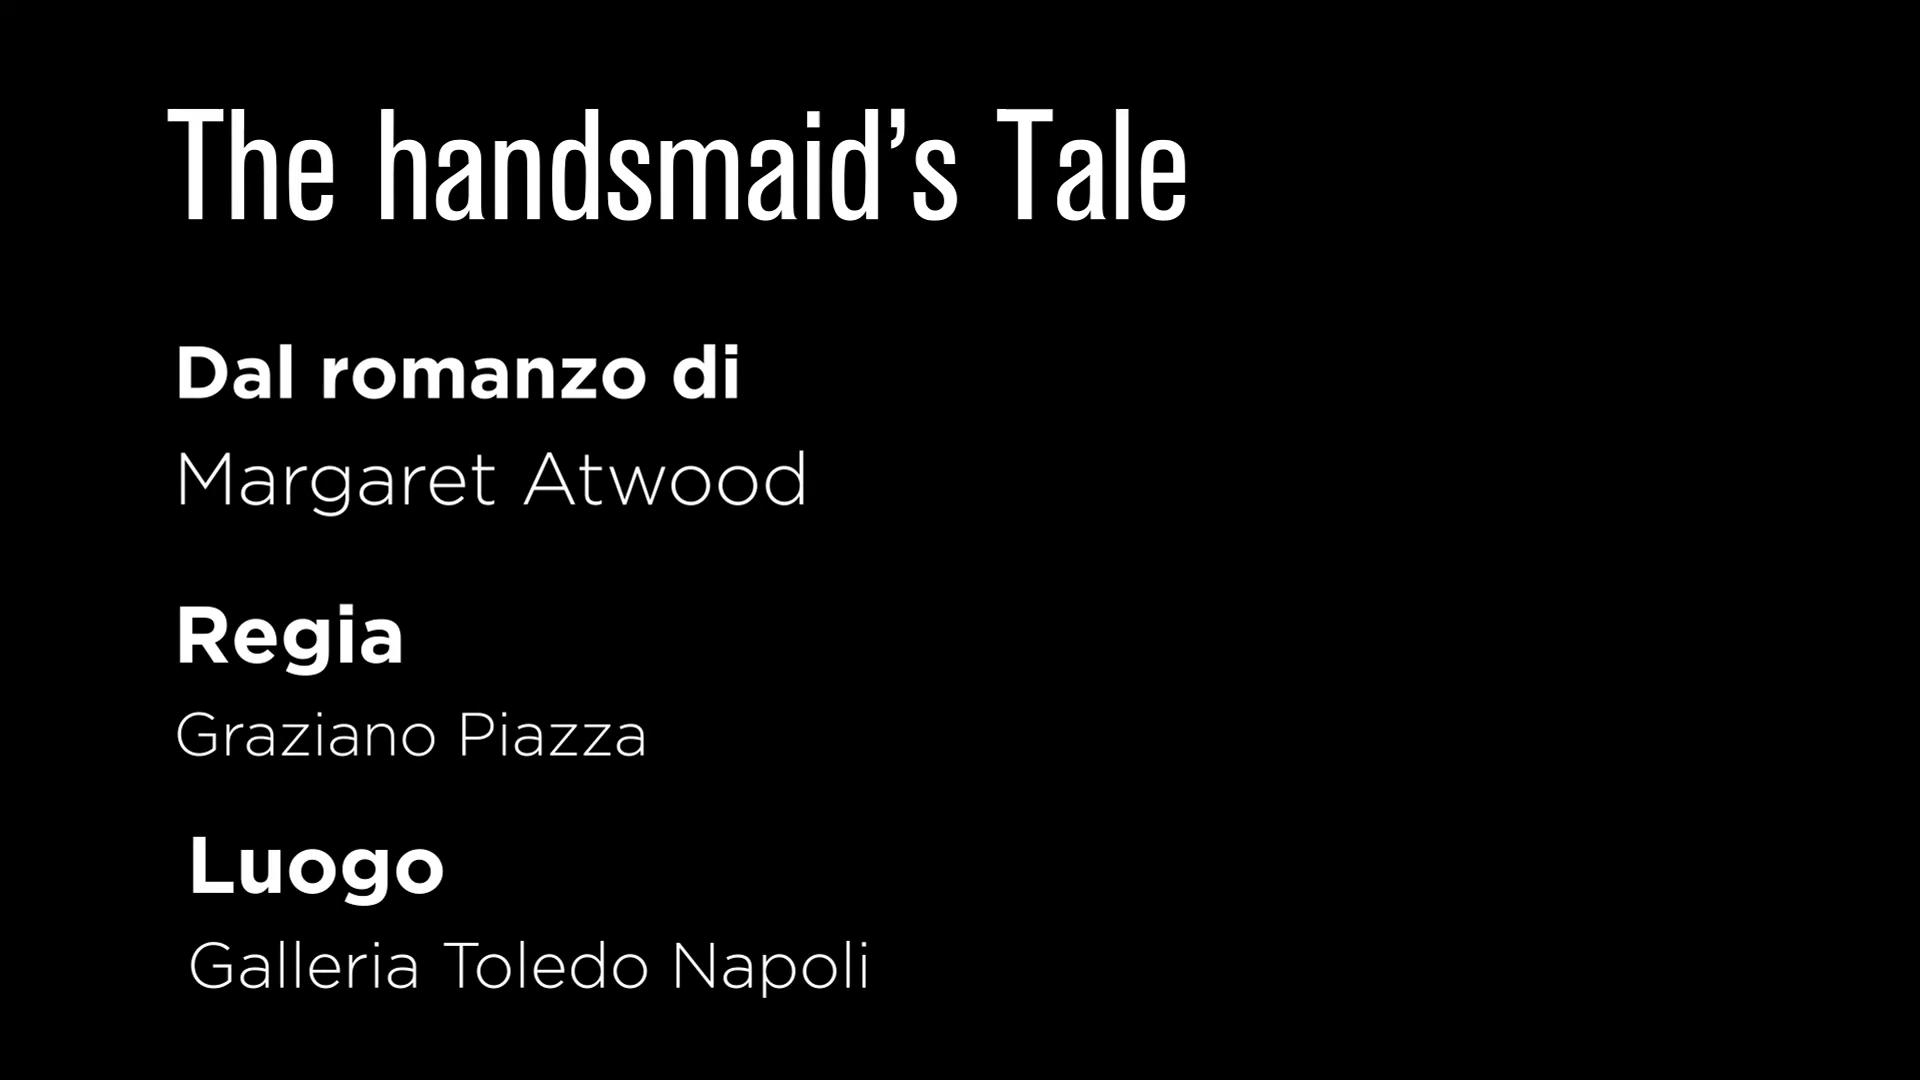 The handsmaid’s Tale
Dal romanzo di
Margaret Atwood
Regia
Graziano Piazza
Luogo
Galleria Toledo Napoli